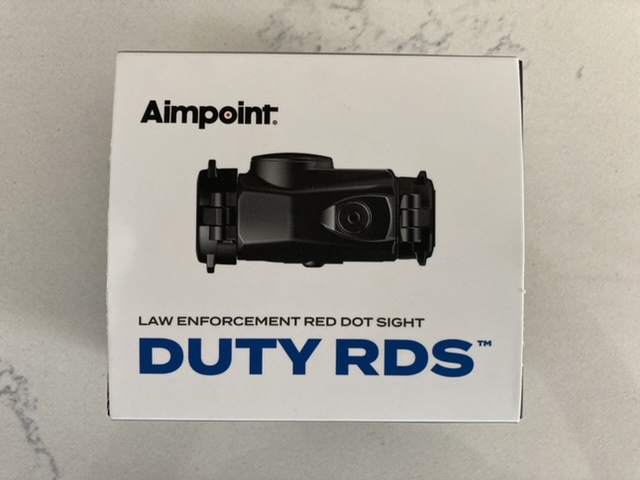 Aimpoint®
LAW ENFORCEMENT RED DOT SIGHT
DUTY RDS™